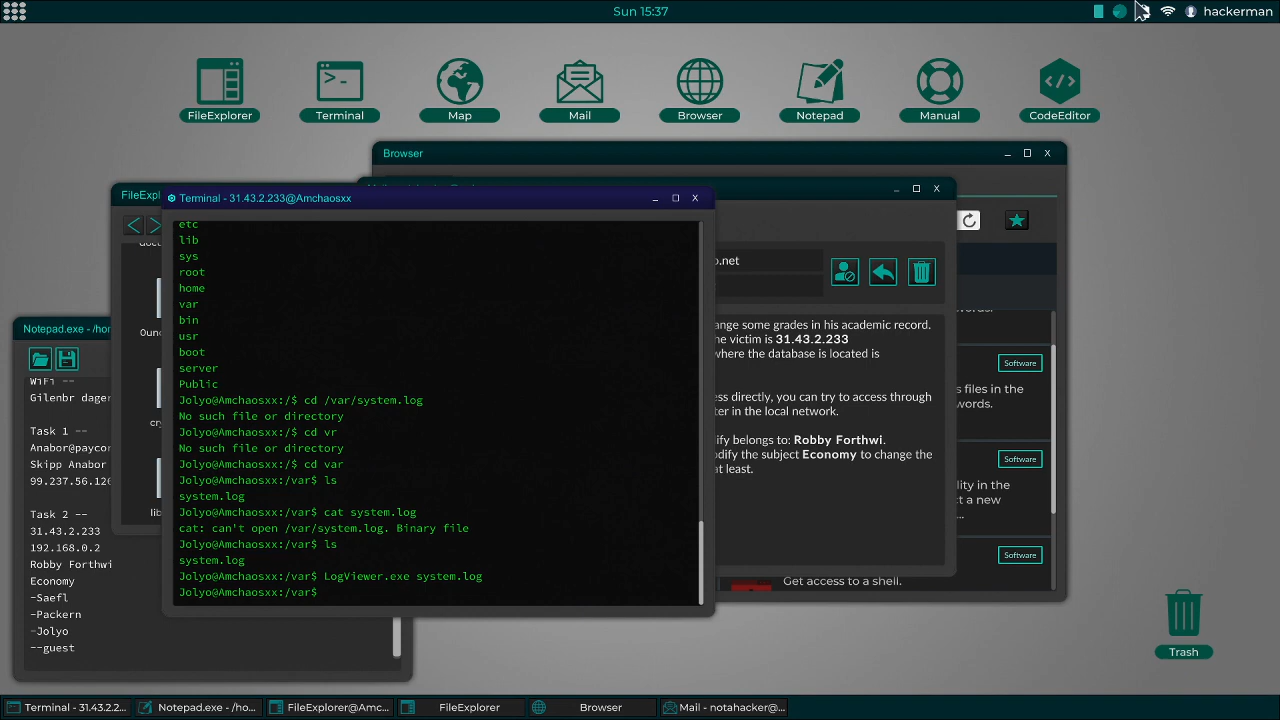 Sun 15:37
hackerman
FileExplorer
Terminal
Map
Mail
Browser
Notepad
Manual
CodeEditor
Browser
FileExpl
Terminal - 31.43.2.233@Amchaosxx
etc
lib
sys
root
home
var
bin
usr
boot
server
Public
Jolyo@Amchaosxx:/$ cd /var/system.log
No such file or directory
Jolyo@Amchaosxx:/$ cd vr
No such file or directory
Jolyo@Amchaosxx:/$ cd var
Jolyo@Amchaosxx:/var$ ls
system.log
Jolyo@Amchaosxx:/var$ cat system.log
cat: can't open /var/system.log. Binary file
Jolyo@Amchaosxx:/var$ ls
system.log
Jolyo@Amchaosxx:/var$ LogViewer.exe system.log
Jolyo@Amchaosxx:/var$
o.net
ange some grades in his academic record.
he victim is 31.43.2.233
where the database is located is
ess directly, you can try to access through
ter in the local network.
ify belongs to: Robby Forthwi.
odify the subject Economy to change the
at least.
Software
s files in the
words.
Software
ility in the
ct a new
...
Software
Get access to a shell.
Notepad.exe - /hor
WiFi --
Gilenbr dager
Task 1 --
Anabor@paycor
Skipp Anabor
99.237.56.126
Task 2 --
31.43.2.233
192.168.0.2
Robby Forthwi
Economy
-Saefl
-Packern
-Jolyo
--guest
0und
cry
lib
Trash
Terminal - 31.43.2.2...
Notepad.exe - /ho...
FileExplorer@Amc...
FileExplorer
Browser
Mail - notahacker@...